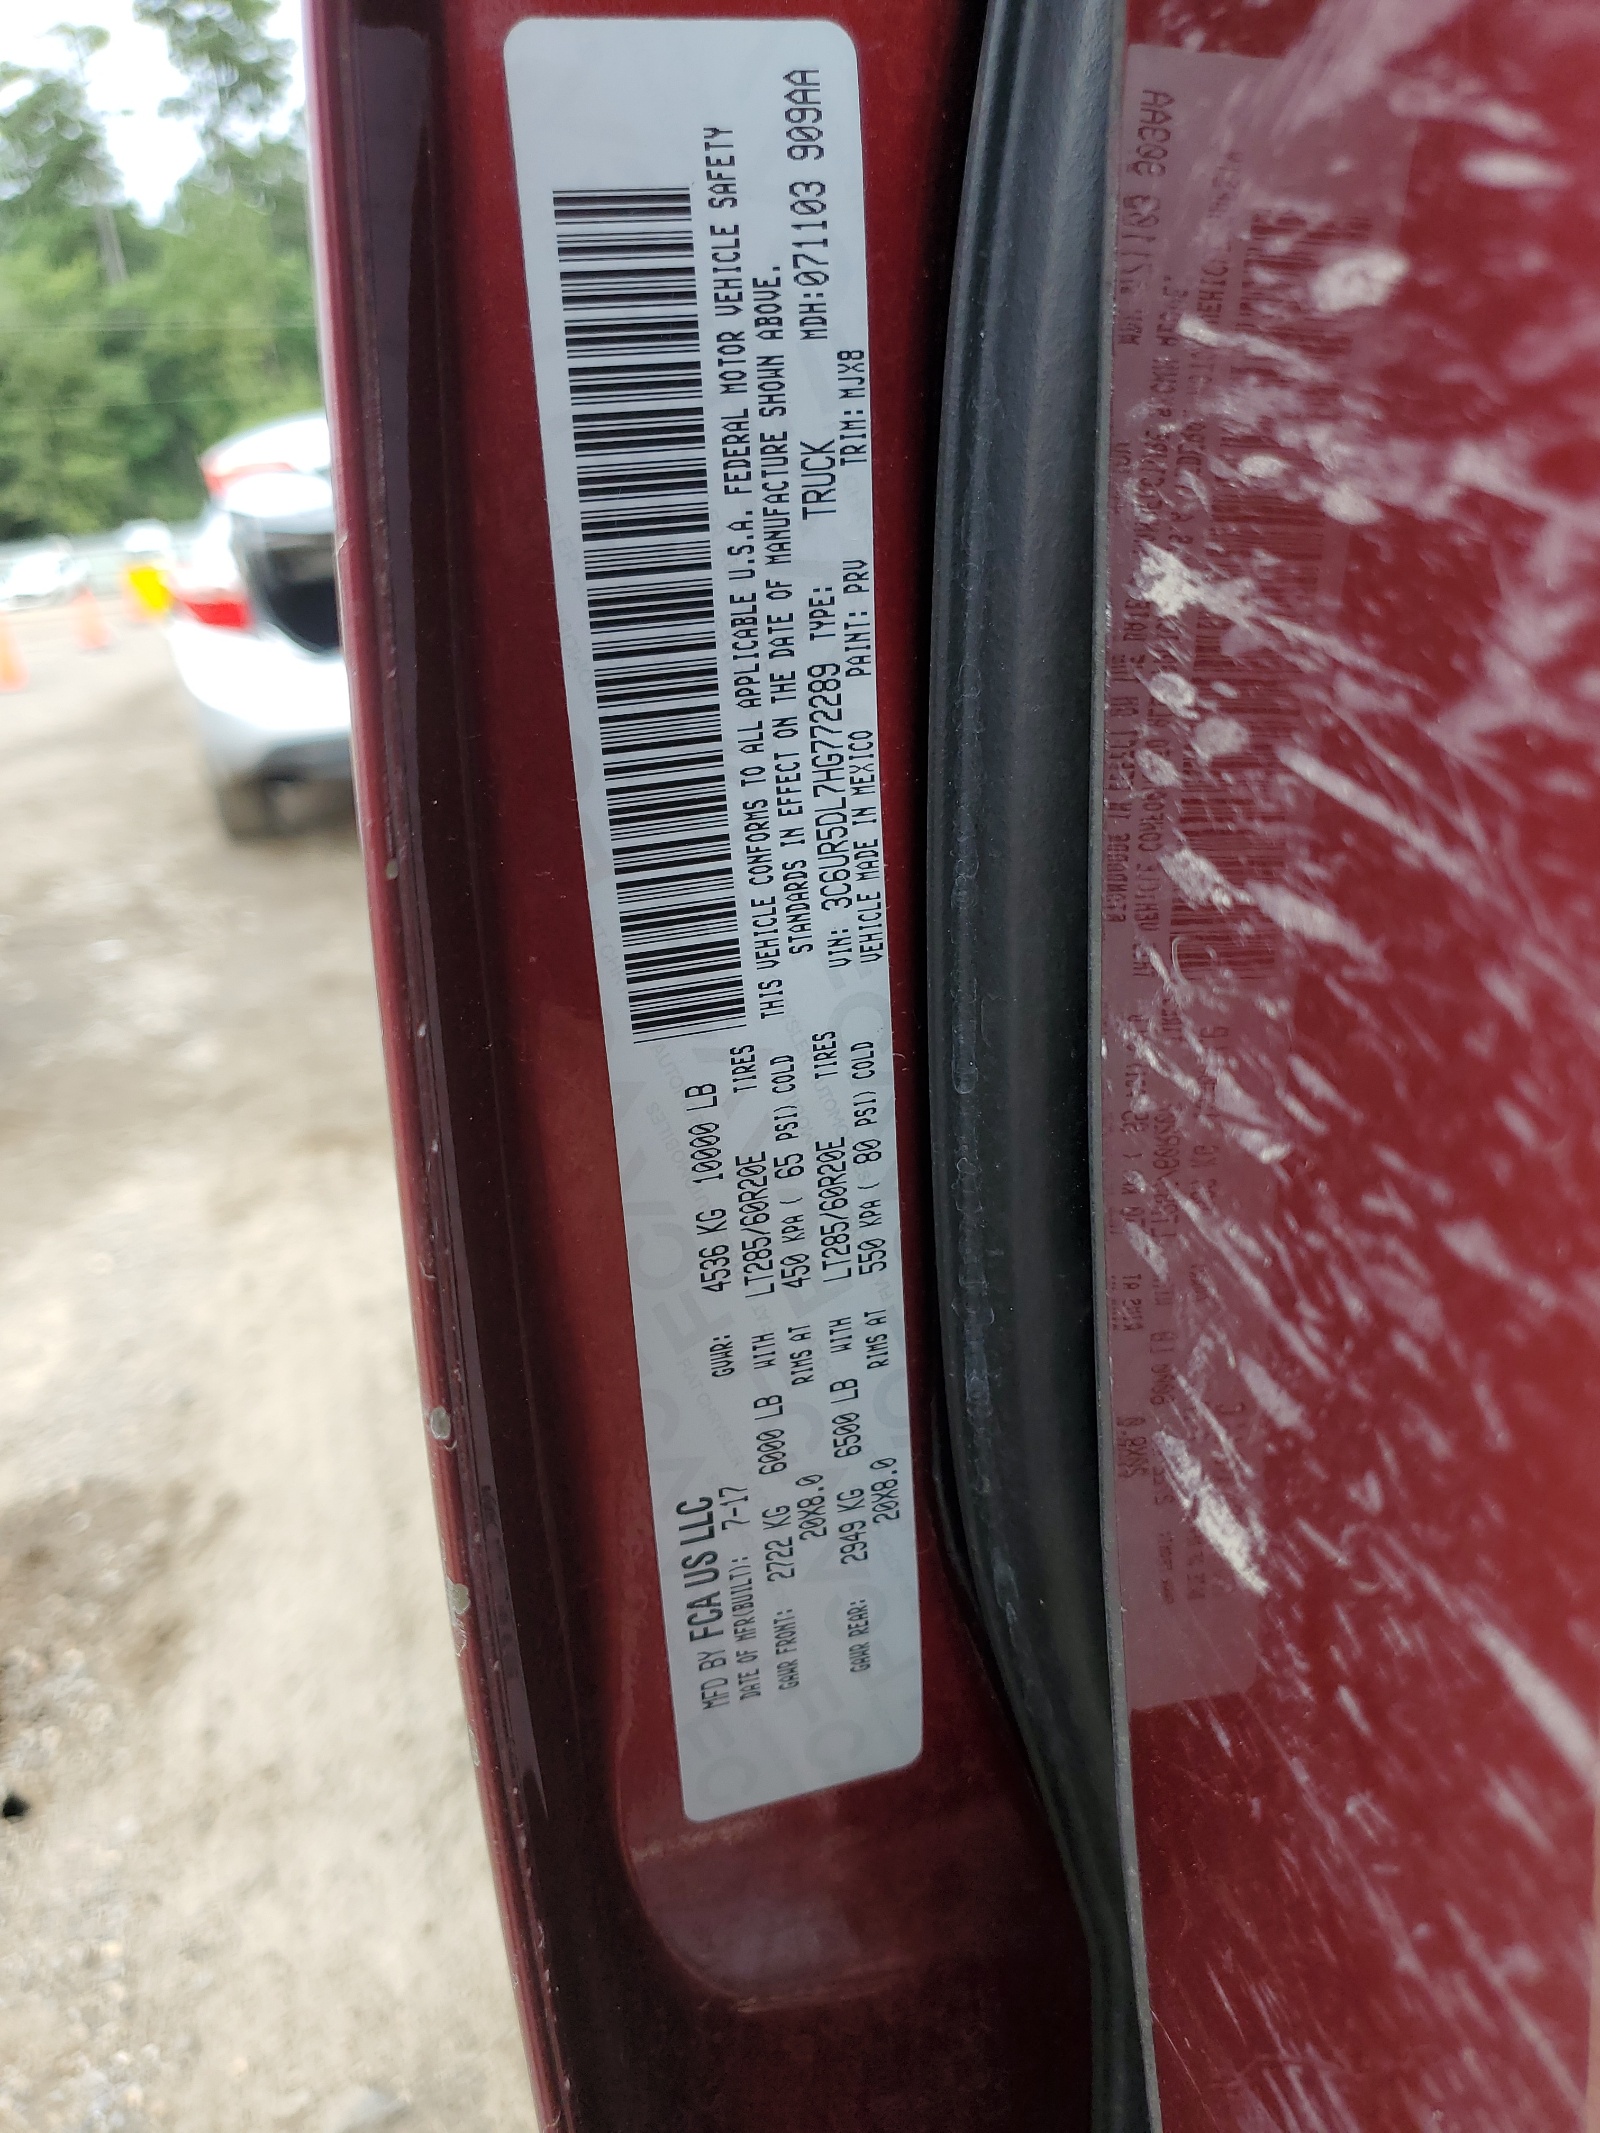 MFD BY FCA US LLC
DATE OF MFR(BUILT): 7-17 GVWR: 4536 KG 10000 LB
GAWR FRONT: 2722 KG 6000 LB WITH LT285/60R20E TIRES
20X8.0 RIMS AT 450 KPA ( 65 PSI) COLD
GAWR REAR: 2949 KG 6500 LB WITH LT285/60R20E TIRES
20X8.0 RIMS AT 550 KPA ( 80 PSI) COLD
THIS VEHICLE CONFORMS TO ALL APPLICABLE U.S.A. FEDERAL MOTOR VEHICLE SAFETY
STANDARDS IN EFFECT ON THE DATE OF MANUFACTURE SHOWN ABOVE.
MDH:071103 909AA
VIN: 3C6UR5DL7HG772289 TYPE: TRUCK
VEHICLE MADE IN MEXICO PAINT: PRV TRIM: MJX8